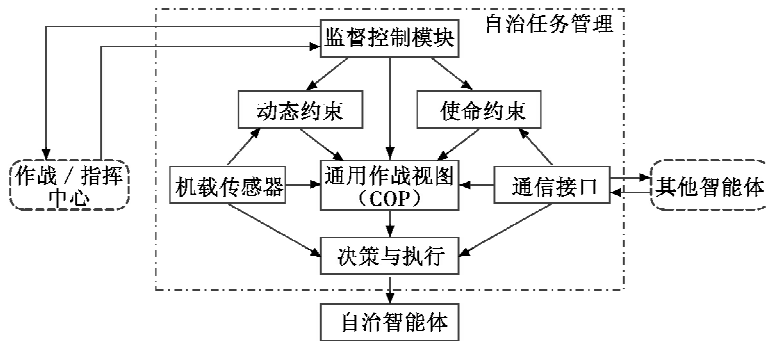 自治任务管理
监督控制模块
动态约束
使命约束
作战/指挥
中心
机载传感器
通用作战视图
(COP)
通信接口
其他智能体
决策与执行
自治智能体